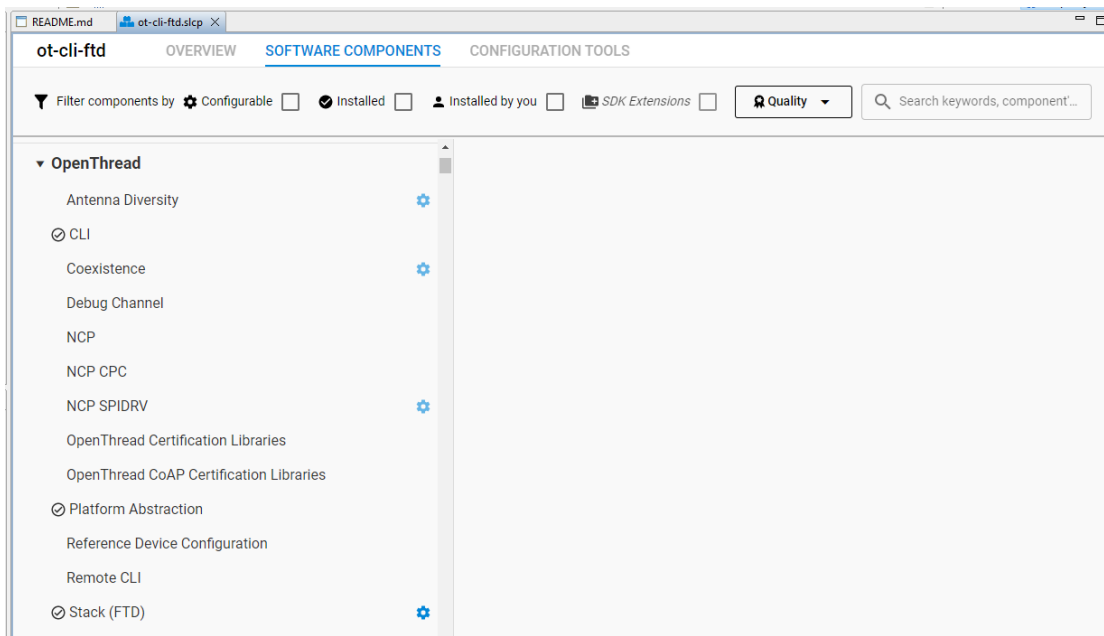 README.md
ot-cli-ftd.slcp
ot-cli-ftd OVERVIEW SOFTWARE COMPONENTS CONFIGURATION TOOLS
Filter components by Configurable Installed Installed by you SDK Extensions Quality Search keywords, component'...
OpenThread
Antenna Diversity
CLI
Coexistence
Debug Channel
NCP
NCP CPC
NCP SPIDRV
OpenThread Certification Libraries
OpenThread CoAP Certification Libraries
Platform Abstraction
Reference Device Configuration
Remote CLI
Stack (FTD)